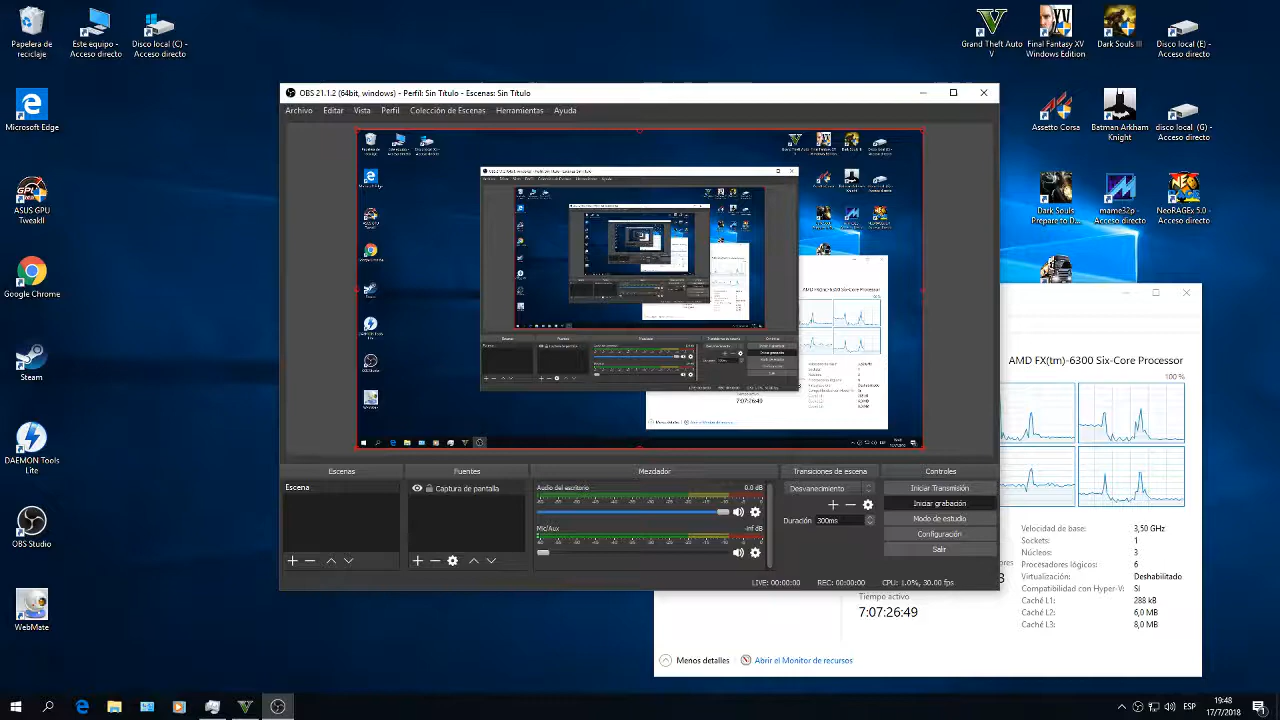 Papelera de
reciclaje
Este equipo -
Acceso directo
Disco local (C) -
Acceso directo
Grand Theft Auto
V
Final Fantasy XV
Windows Edition
Dark Souls III
Disco local (E) -
Acceso directo
Microsoft Edge
Assetto Corsa
Batman Arkham
Knight
disco local (G) -
Acceso directo
ASUS GPU
TweakII
Dark Souls
Prepare to D...
mame32p -
Acceso directo
NeoRAGEx 5.0 -
Acceso directo
Google Chrome
Steam
DAEMON Tools
Lite
OBS Studio
WebMate
OBS 21.1.2 (64bit, windows) - Perfil: Sin Título - Escenas: Sin Título
Archivo Editar Vista Perfil Colección de Escenas Herramientas Ayuda
Escenas
Escena
Fuentes
Captura de pantalla
Mezclador
Audio del escritorio 0.0 dB
Mic/Aux -inf dB
Transiciones de escena
Desvanecimiento
Duración 300ms
Controles
Iniciar Transmisión
Iniciar grabación
Modo de estudio
Configuración
Salir
LIVE: 00:00:00 REC: 00:00:00 CPU: 1.0%, 30.00 fps
AMD FX(tm)-6300 Six-Core Processor
100 %
Velocidad de base: 3,50 GHz
Sockets: 1
Núcleos: 3
Procesadores lógicos: 6
Virtualización: Deshabilitado
Compatibilidad con Hyper-V: Sí
Caché L1: 288 kB
Caché L2: 6,0 MB
Caché L3: 8,0 MB
Tiempo activo
7:07:26:49
Menos detalles Abrir el Monitor de recursos
ESP
19:48
17/7/2018